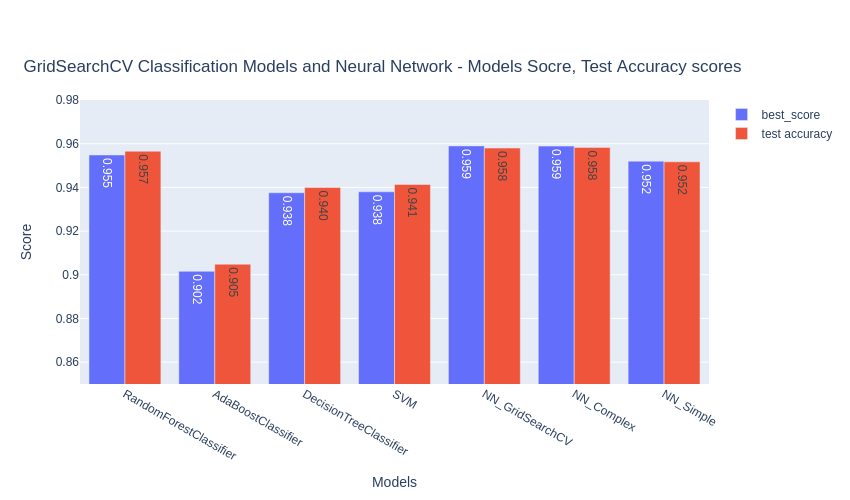 GridSearchCV Classification Models and Neural Network - Models Socre, Test Accuracy scores
best_score
test accuracy
Score
0.98
0.96
0.94
0.92
0.9
0.88
0.86
0.955
0.957
0.902
0.905
0.938
0.940
0.938
0.941
0.959
0.958
0.959
0.958
0.952
0.952
RandomForestClassifier
AdaBoostClassifier
DecisionTreeClassifier
SVM
NN_GridSearchCV
NN_Complex
NN_Simple
Models